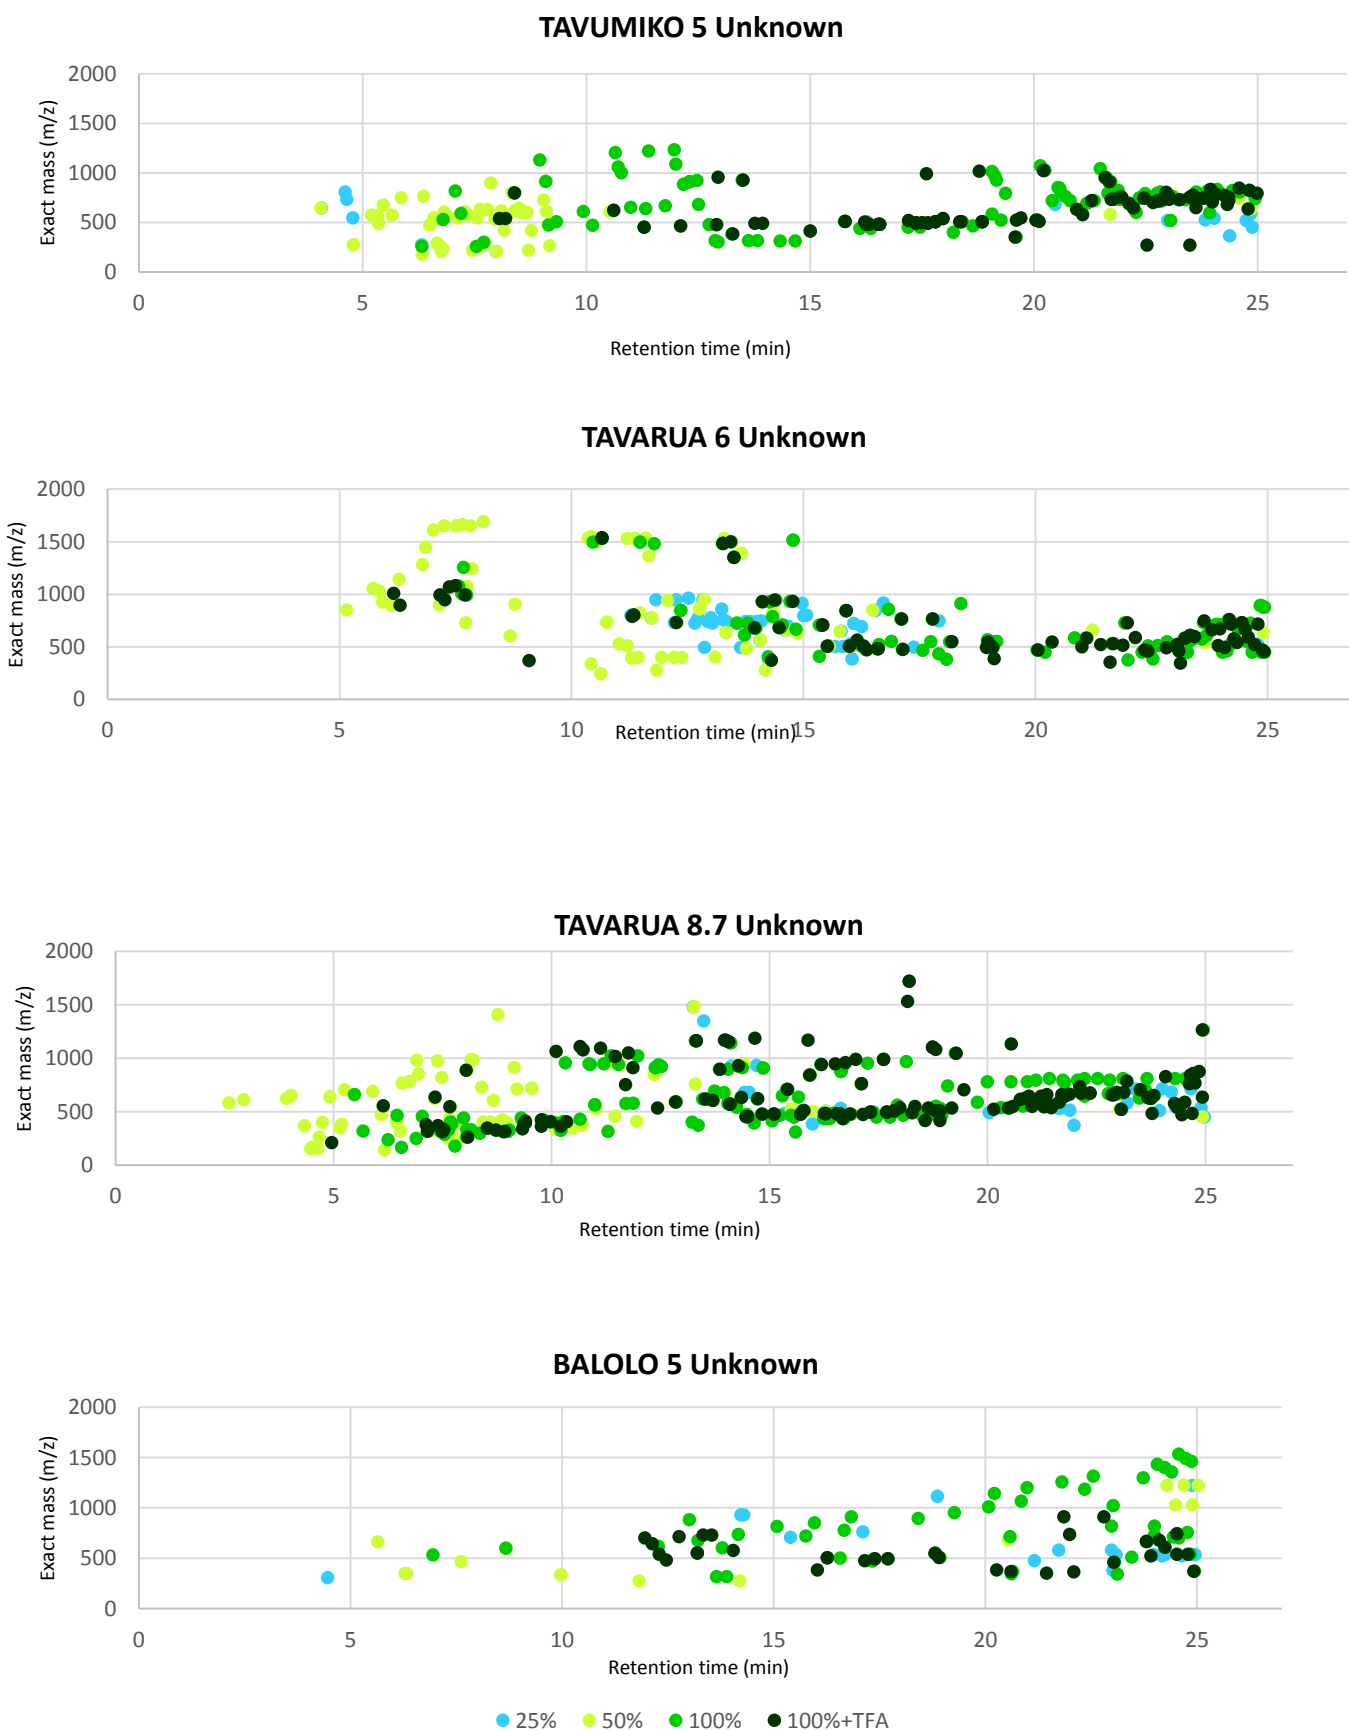 TAVUMIKO 5 Unknown
2000
1500
1000
500
0
Exact mass (m/z)
0 5 10 15 20 25
Retention time (min)
TAVARUA 6 Unknown
2000
1500
1000
500
0
Exact mass (m/z)
0 5 10 15 20 25
Retention time (min)
TAVARUA 8.7 Unknown
2000
1500
1000
500
0
Exact mass (m/z)
0 5 10 15 20 25
Retention time (min)
BALOLO 5 Unknown
2000
1500
1000
500
0
Exact mass (m/z)
0 5 10 15 20 25
Retention time (min)
25% 50% 100% 100%+TFA